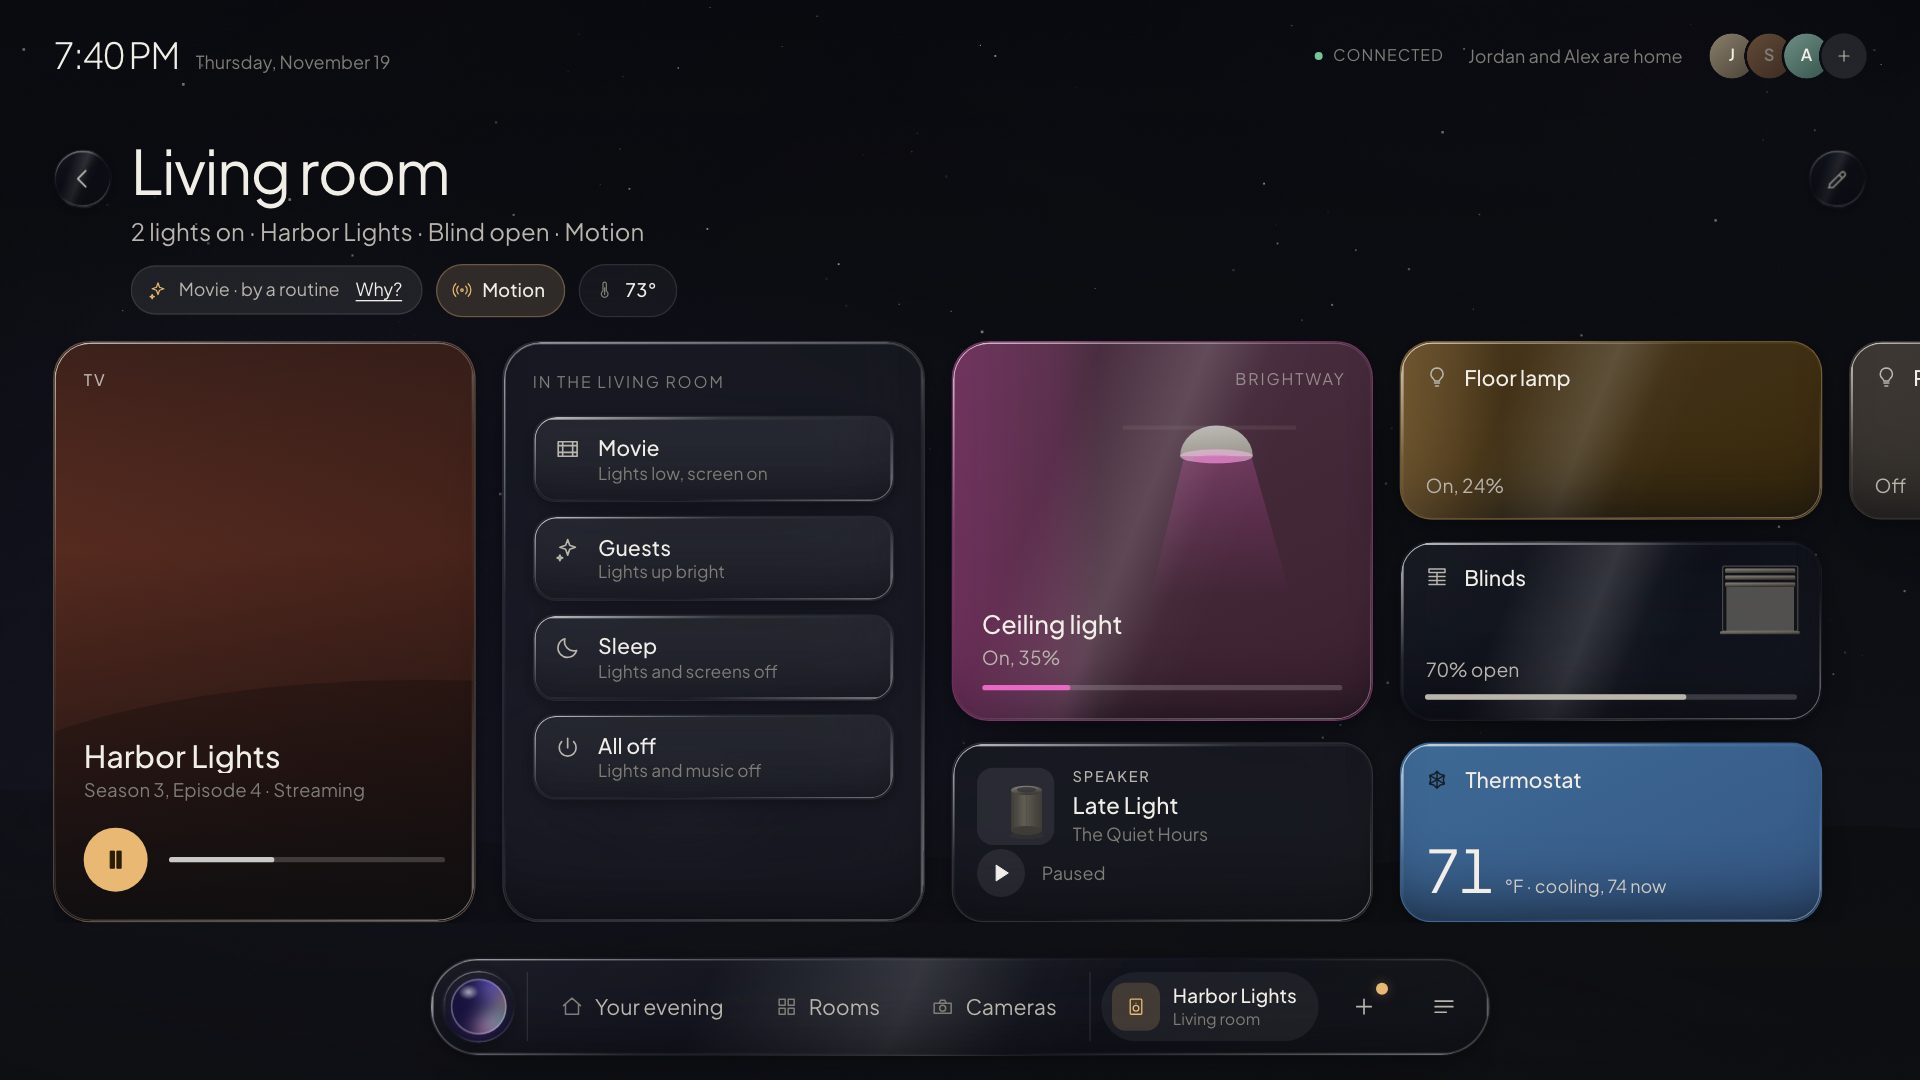 7:40 PM Thursday, November 19
CONNECTED Jordan and Alex are home J S A
Living room
2 lights on · Harbor Lights · Blind open · Motion
Movie · by a routine Why? Motion 73°
TV
Harbor Lights
Season 3, Episode 4 · Streaming
IN THE LIVING ROOM
Movie
Lights low, screen on
Guests
Lights up bright
Sleep
Lights and screens off
All off
Lights and music off
BRIGHTWAY
Ceiling light
On, 35%
SPEAKER
Late Light
The Quiet Hours
Paused
Floor lamp
On, 24%
Blinds
70% open
Thermostat
71 °F · cooling, 74 now
Off
Your evening Rooms Cameras
Harbor Lights
Living room